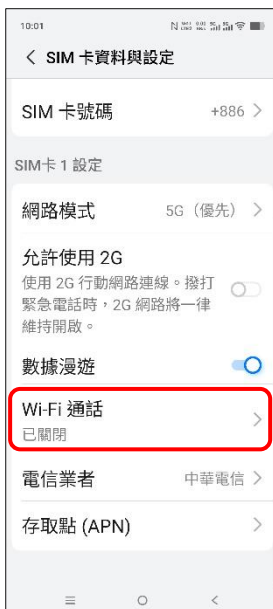 10:01
SIM 卡資料與設定
SIM 卡號碼 +886
SIM卡 1 設定
網路模式 5G（優先）
允許使用 2G
使用 2G 行動網路連線。撥打
緊急電話時，2G 網路將一律
維持開啟。
數據漫遊
Wi-Fi 通話
已關閉
電信業者 中華電信
存取點 (APN)